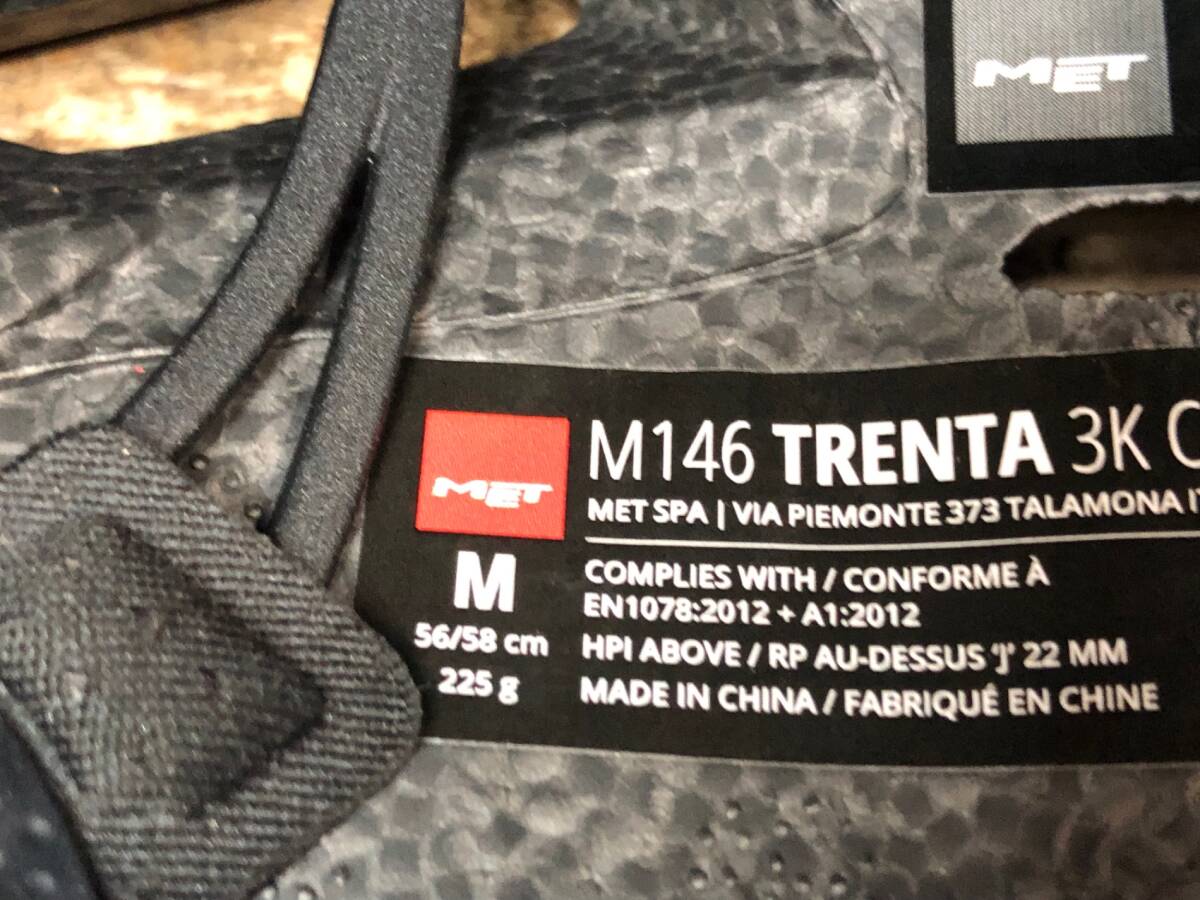 MET
MET
M146 TRENTA 3K C
MET SPA | VIA PIEMONTE 373 TALAMONA
M
56/58 cm
225 g
COMPLIES WITH / CONFORME À
EN1078:2012 + A1:2012
HPI ABOVE / RP AU-DESSUS 'J' 22 MM
MADE IN CHINA / FABRIQUÉ EN CHINE